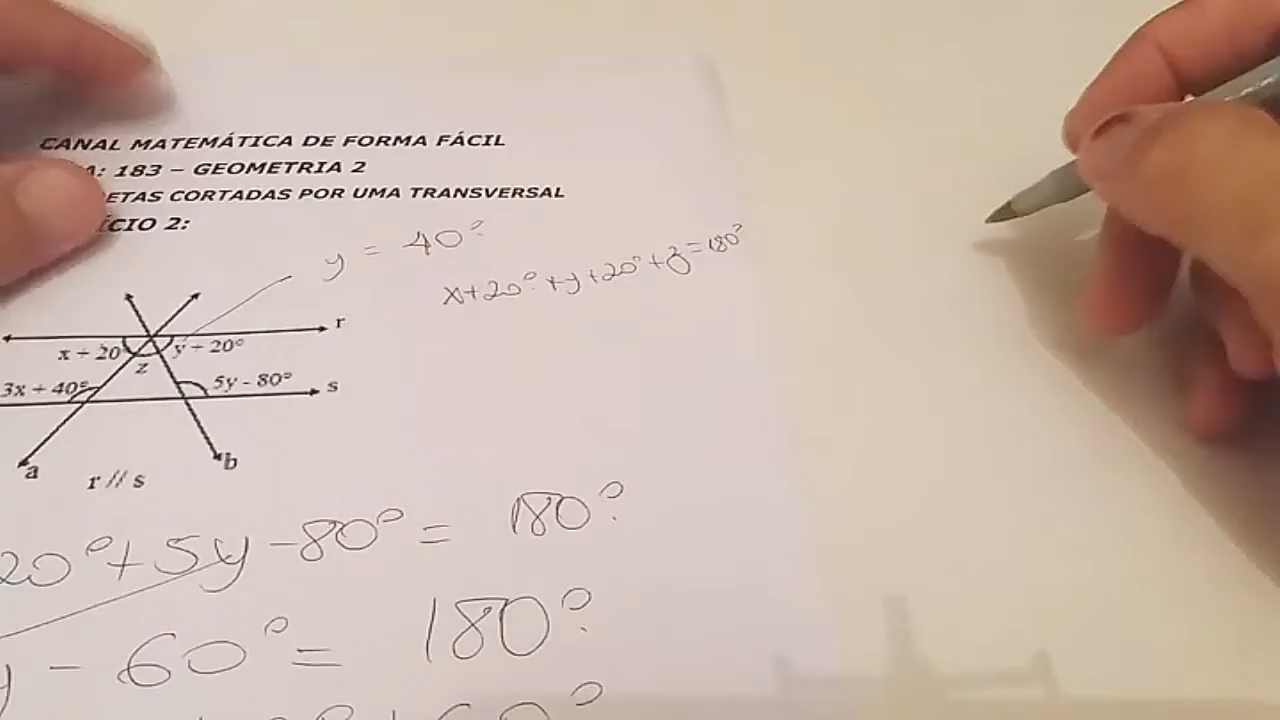 CANAL MATEMÁTICA DE FORMA FÁCIL
A: 183 – GEOMETRIA 2
ETAS CORTADAS POR UMA TRANSVERSAL
ÍCIO 2:
y = 40°
x+20°+y+20°+z=180°
r
x + 20° y + 20°
z
3x + 40° 5y - 80° s
a b
r // s
20°+5y-80°= 180°
y - 60°= 180°
60°